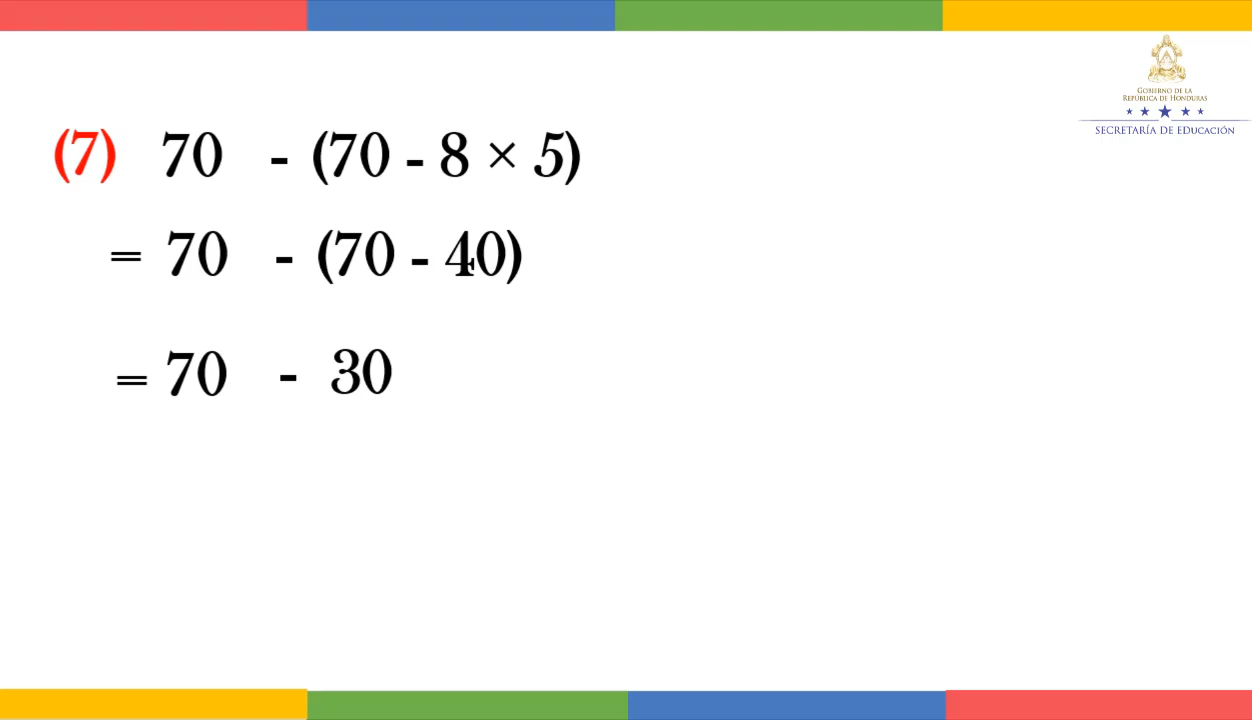 GOBIERNO DE LA
REPÚBLICA DE HONDURAS
SECRETARÍA DE EDUCACIÓN
(7) 70 - (70 - 8 × 5)
= 70 - (70 - 40)
= 70 - 30